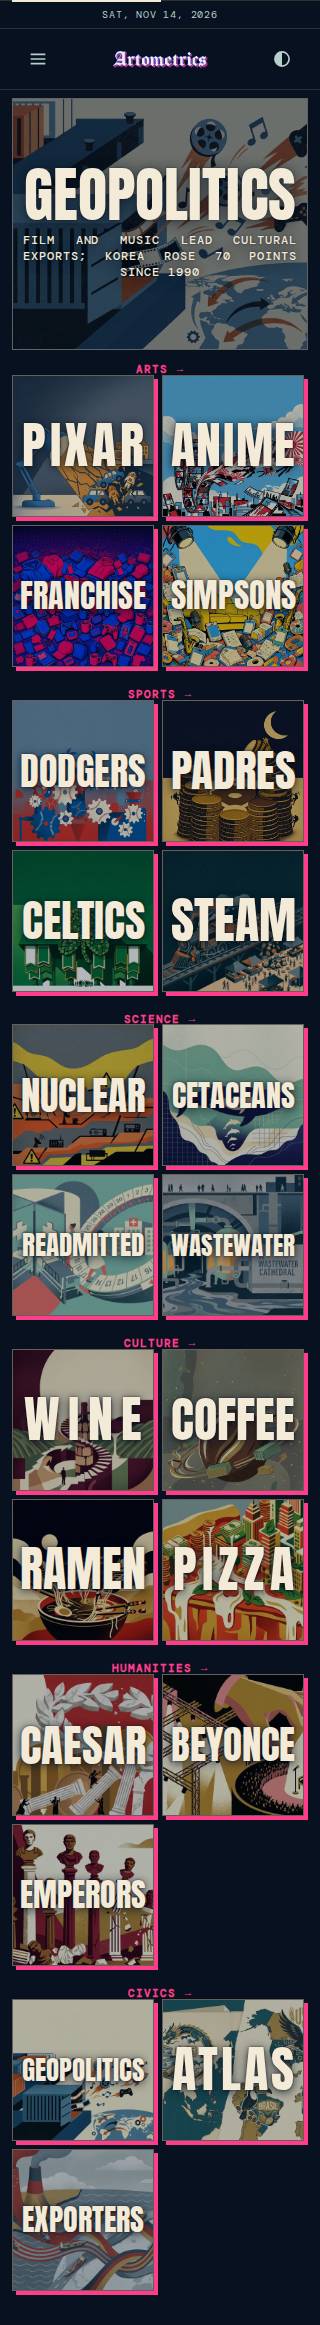 SAT, NOV 14, 2026
Artometrics
GEOPOLITICS
FILM AND MUSIC LEAD CULTURAL
EXPORTS; KOREA ROSE 70 POINTS
SINCE 1990
ARTS →
PIXAR
ANIME
FRANCHISE
SIMPSONS
SPORTS →
DODGERS
PADRES
CELTICS
STEAM
SCIENCE →
NUCLEAR
CETACEANS
READMITTED
WASTEWATER
WASTEWATER
CATHEDRAL
CULTURE →
WINE
COFFEE
RAMEN
PIZZA
HUMANITIES →
CAESAR
BEYONCE
EMPERORS
CIVICS →
GEOPOLITICS
ATLAS
BRASIL
EXPORTERS